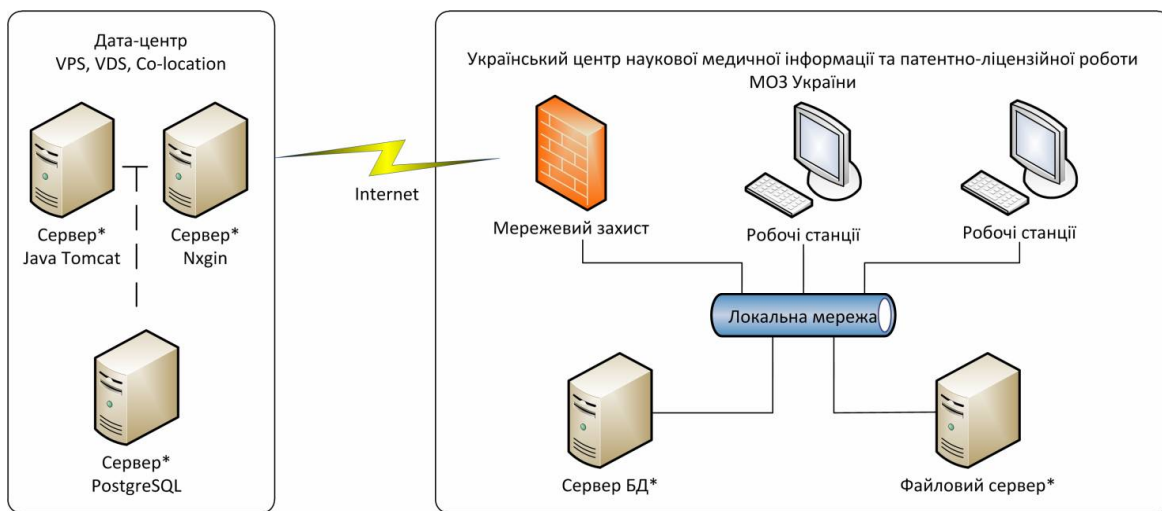 Дата-центр
VPS, VDS, Co-location
Сервер*
Java Tomcat
Сервер*
Nxgin
Сервер*
PostgreSQL
Internet
Український центр наукової медичної інформації та патентно-ліцензійної роботи
МОЗ України
Мережевий захист
Робочі станції
Робочі станції
Локальна мережа
Сервер БД*
Файловий сервер*